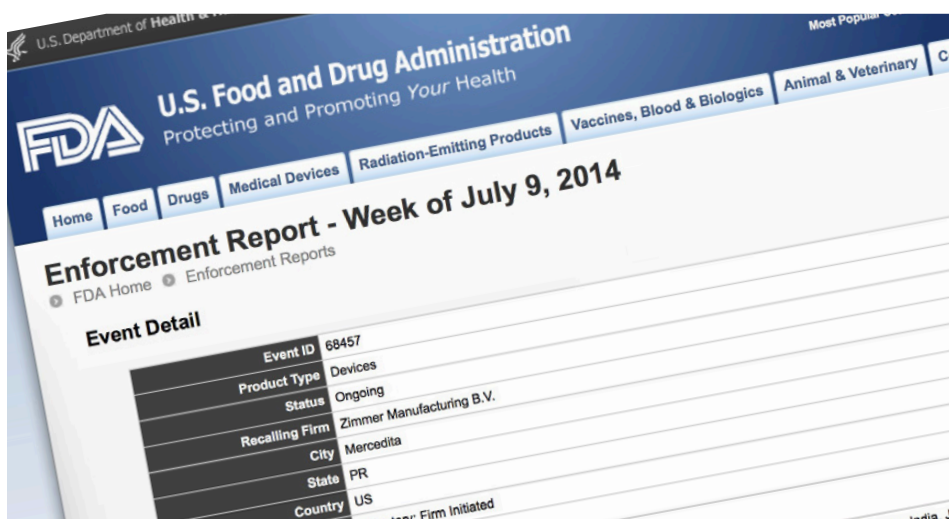 U.S. Department of Health &
Most Popular
FDA
U.S. Food and Drug Administration
Protecting and Promoting Your Health
Home Food Drugs Medical Devices Radiation-Emitting Products Vaccines, Blood & Biologics Animal & Veterinary C
Enforcement Report - Week of July 9, 2014
FDA Home Enforcement Reports
Event Detail
Event ID 68457
Product Type Devices
Status Ongoing
Recalling Firm Zimmer Manufacturing B.V.
City Mercedita
State PR
Country US
Firm Initiated